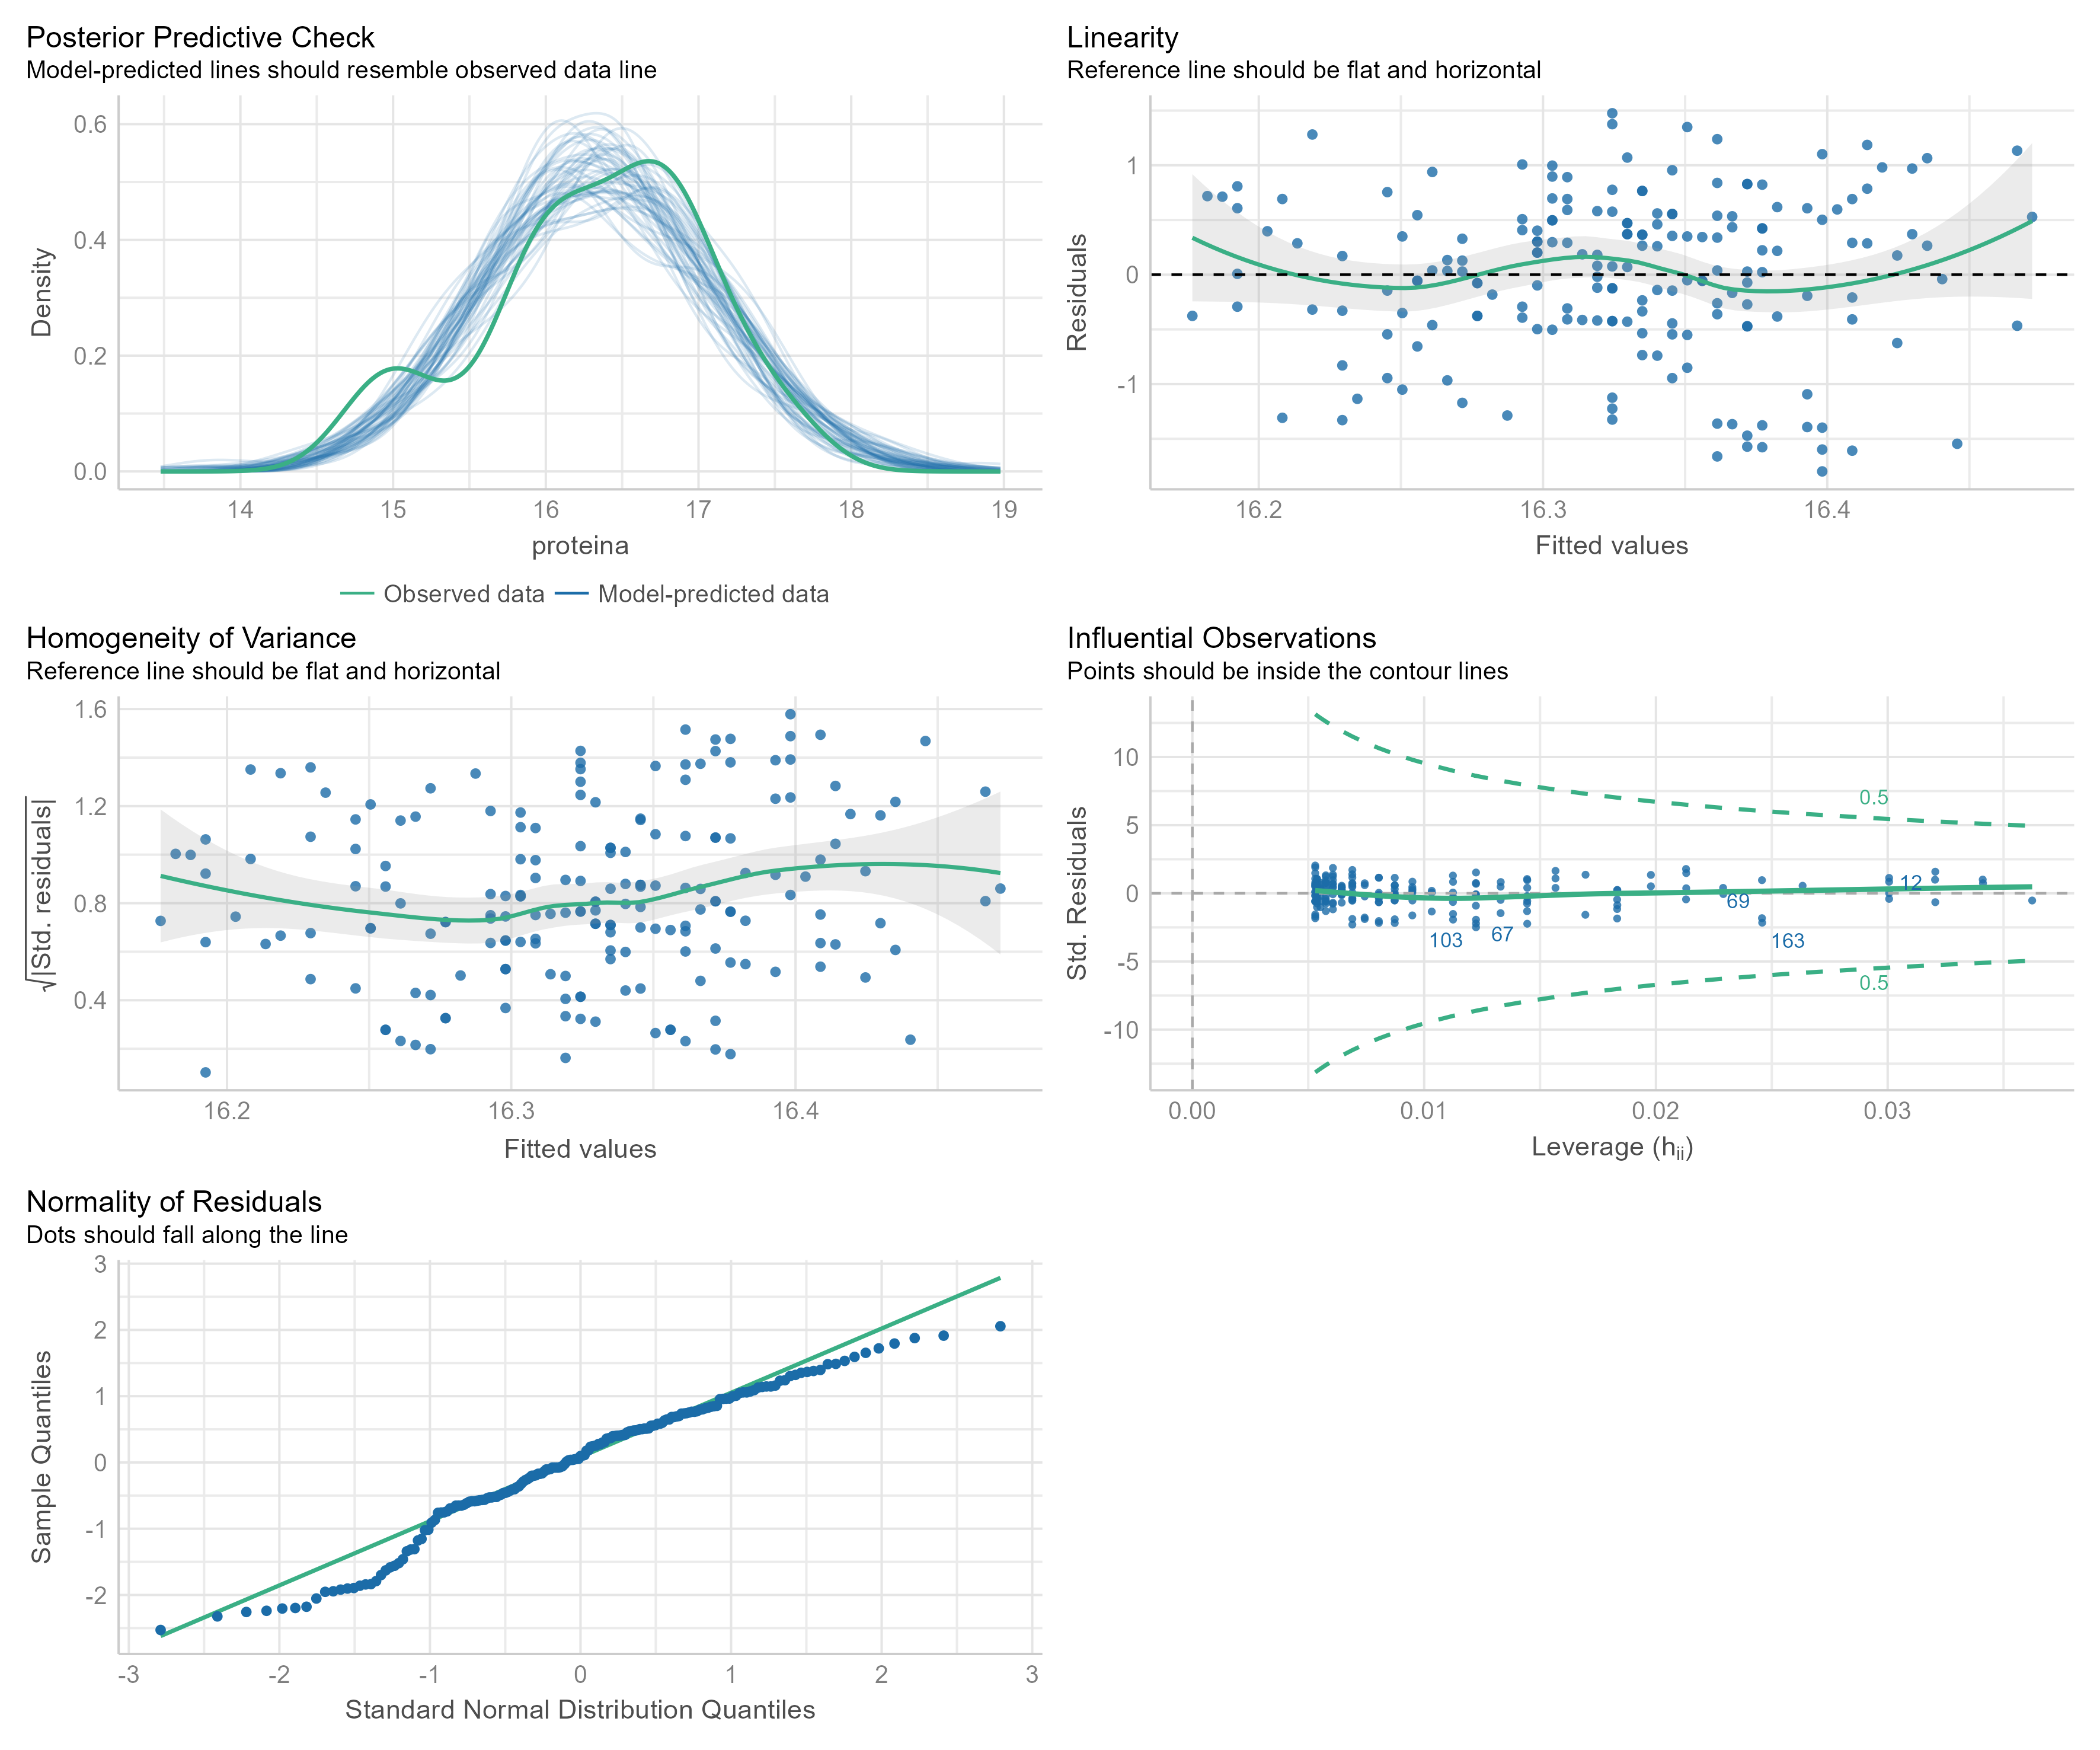 Posterior Predictive Check
Model-predicted lines should resemble observed data line
0.6
0.4
0.2
0.0
Density
14 15 16 17 18 19
proteina
Observed data Model-predicted data
Linearity
Reference line should be flat and horizontal
1
0
-1
Residuals
16.2 16.3 16.4
Fitted values
Homogeneity of Variance
Reference line should be flat and horizontal
1.6
1.2
0.8
0.4
√|Std. residuals|
16.2 16.3 16.4
Fitted values
Influential Observations
Points should be inside the contour lines
10
5
0
-5
-10
Std. Residuals
0.5
12
69
103 67 163
0.5
0.00 0.01 0.02 0.03
Leverage (hii)
Normality of Residuals
Dots should fall along the line
3
2
1
0
-1
-2
Sample Quantiles
-3 -2 -1 0 1 2 3
Standard Normal Distribution Quantiles